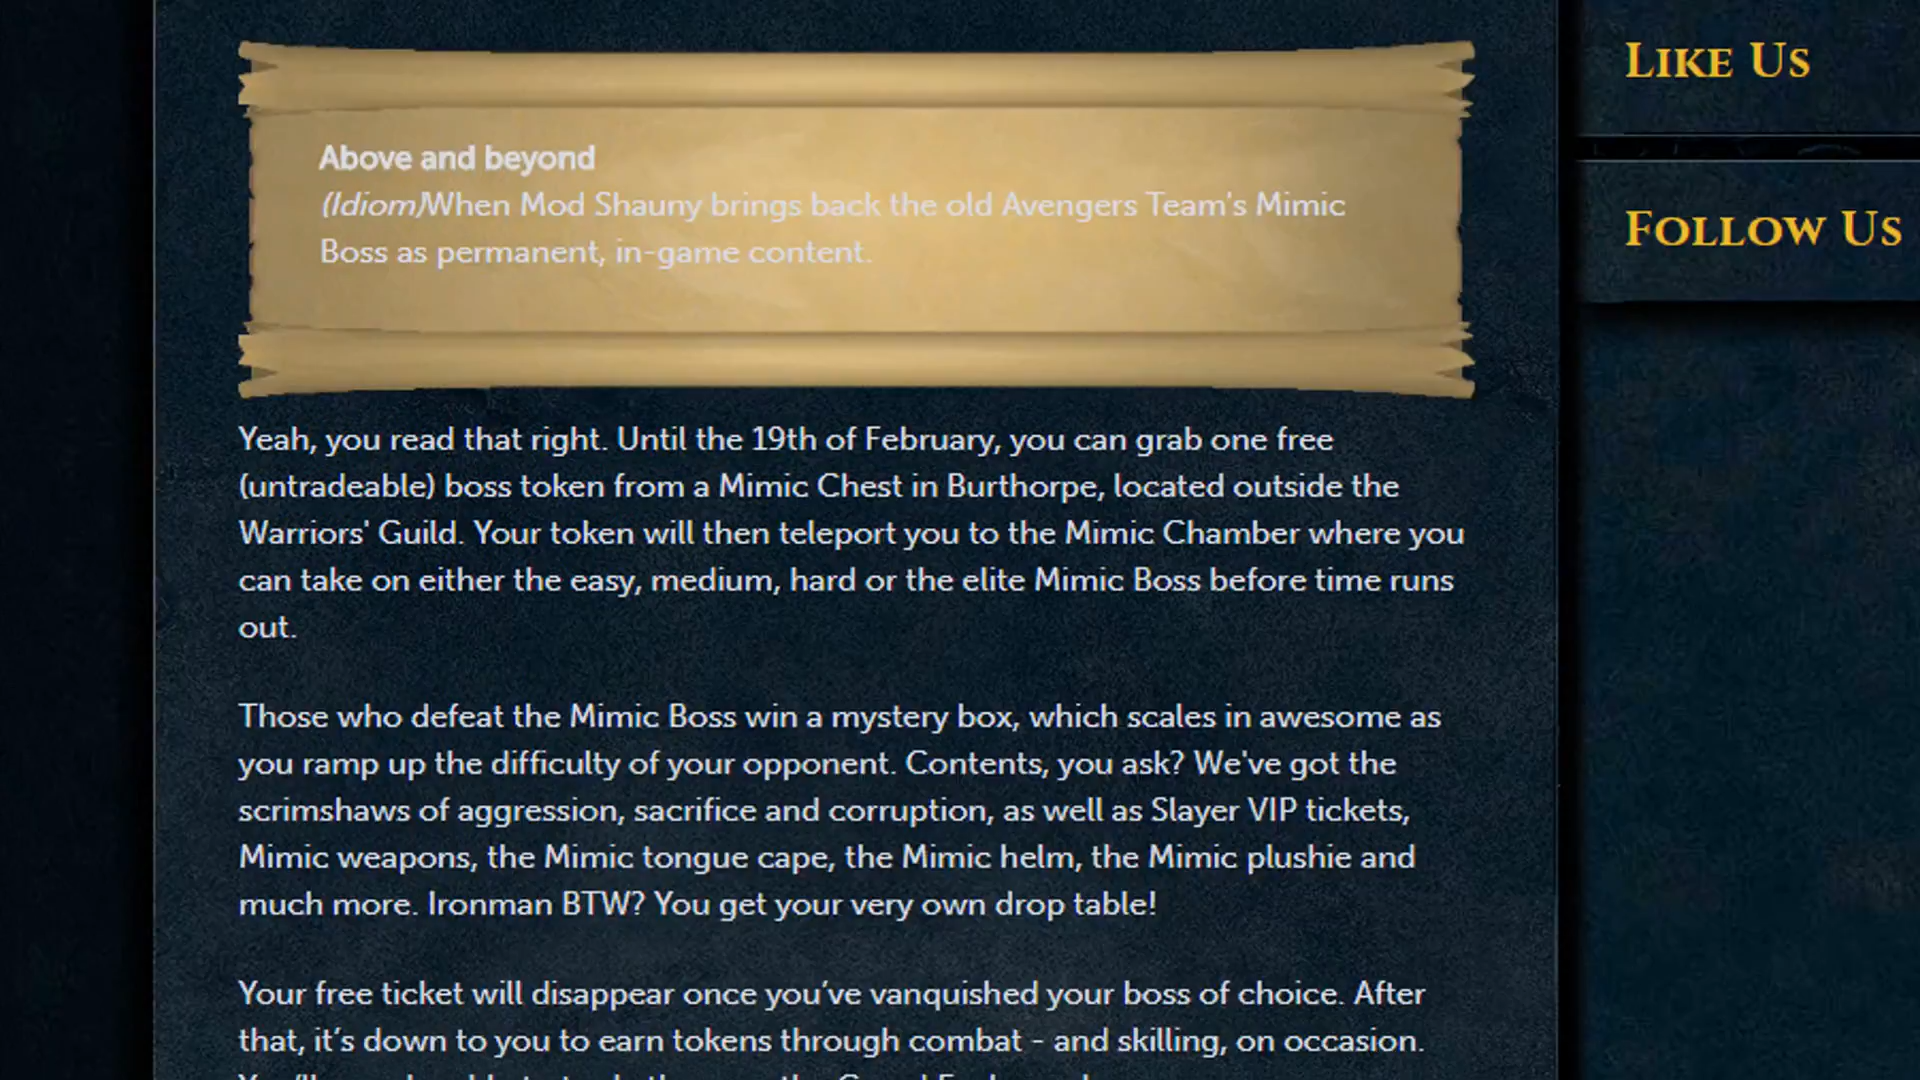 Above and beyond
(Idiom)When Mod Shauny brings back the old Avengers Team's Mimic
Boss as permanent, in-game content.
Yeah, you read that right. Until the 19th of February, you can grab one free
(untradeable) boss token from a Mimic Chest in Burthorpe, located outside the
Warriors' Guild. Your token will then teleport you to the Mimic Chamber where you
can take on either the easy, medium, hard or the elite Mimic Boss before time runs
out.
Those who defeat the Mimic Boss win a mystery box, which scales in awesome as
you ramp up the difficulty of your opponent. Contents, you ask? We've got the
scrimshaws of aggression, sacrifice and corruption, as well as Slayer VIP tickets,
Mimic weapons, the Mimic tongue cape, the Mimic helm, the Mimic plushie and
much more. Ironman BTW? You get your very own drop table!
Your free ticket will disappear once you’ve vanquished your boss of choice. After
that, it’s down to you to earn tokens through combat - and skilling, on occasion.
Like Us
Follow Us